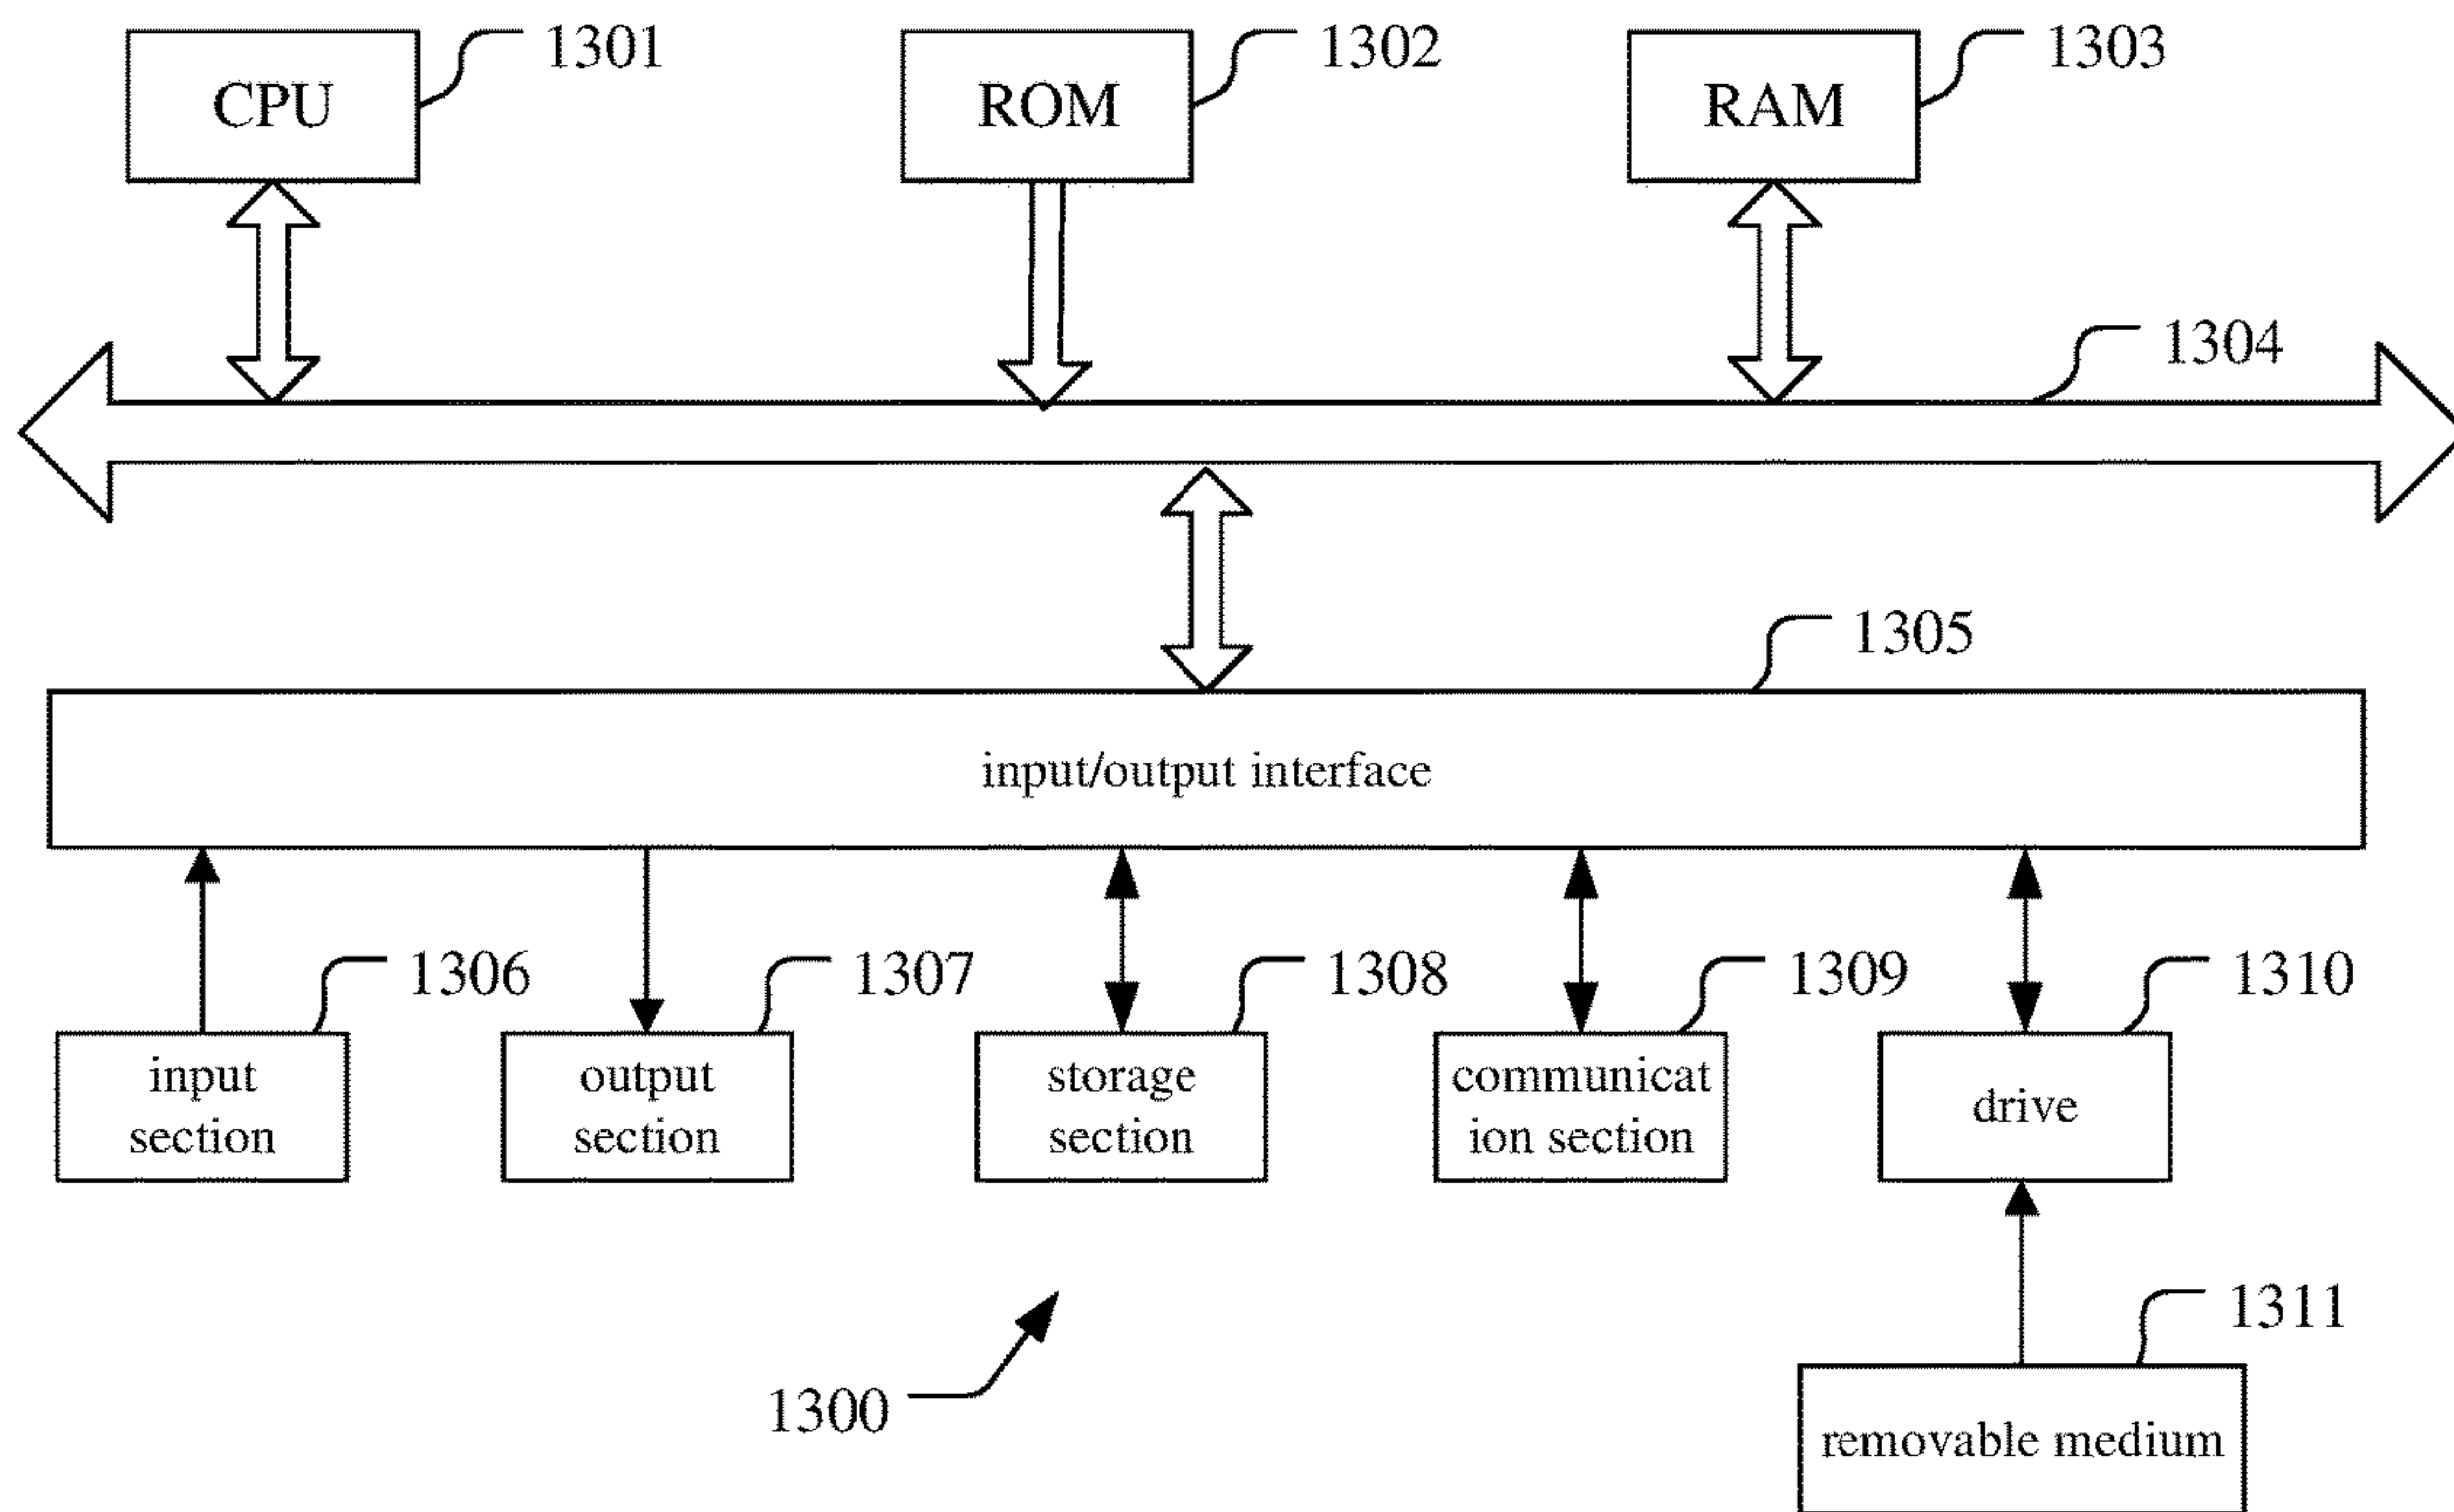 1301
1302
1303
CPU
ROM
RAM
1304
1305
input/output interface
1306
1307
1308
1309
1310
input
section
output
section
storage
section
communicat
ion section
drive
1311
1300
removable medium